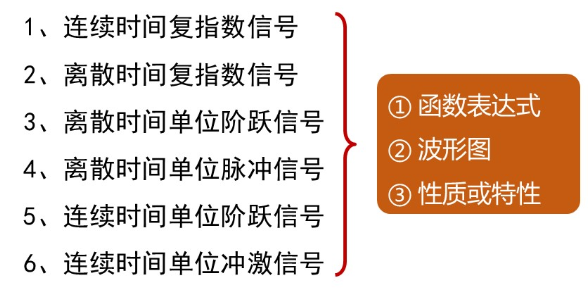 1、连续时间复指数信号
2、离散时间复指数信号
3、离散时间单位阶跃信号
4、离散时间单位脉冲信号
5、连续时间单位阶跃信号
6、连续时间单位冲激信号
① 函数表达式
② 波形图
③ 性质或特性